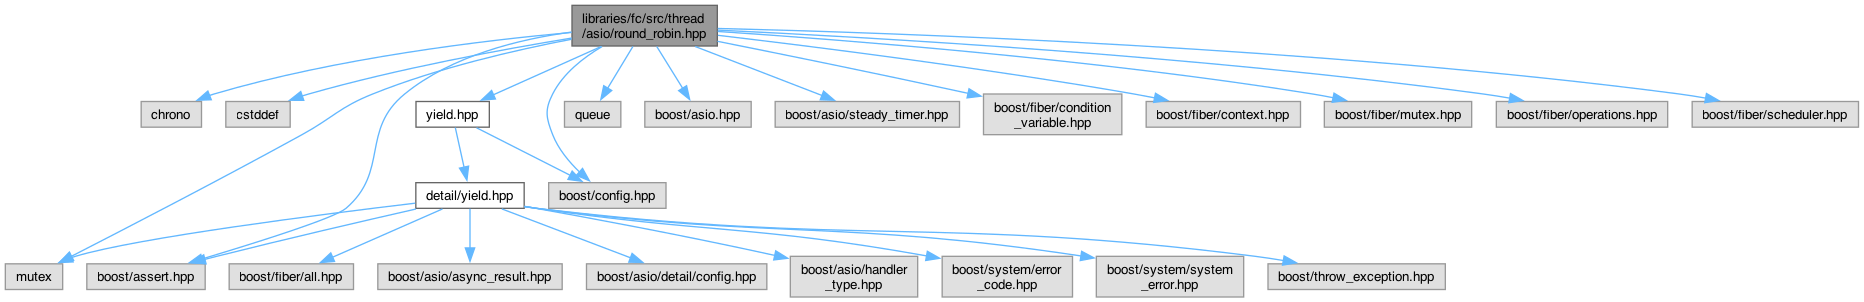 libraries/fc/src/thread
/asio/round_robin.hpp
chrono
cstddef
yield.hpp
queue
boost/asio.hpp
boost/asio/steady_timer.hpp
boost/fiber/condition
_variable.hpp
boost/fiber/context.hpp
boost/fiber/mutex.hpp
boost/fiber/operations.hpp
boost/fiber/scheduler.hpp
detail/yield.hpp
boost/config.hpp
mutex
boost/assert.hpp
boost/fiber/all.hpp
boost/asio/async_result.hpp
boost/asio/detail/config.hpp
boost/asio/handler
_type.hpp
boost/system/error
_code.hpp
boost/system/system
_error.hpp
boost/throw_exception.hpp